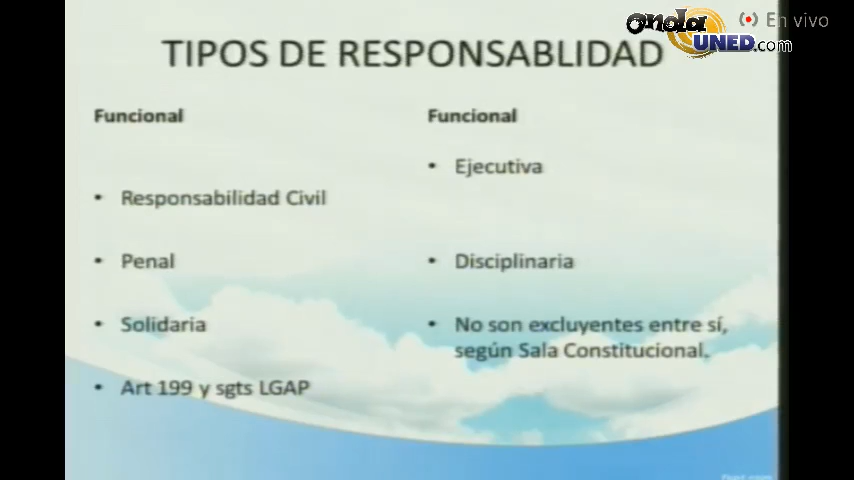 onda
UNED.com
En vivo
TIPOS DE RESPONSABLIDAD
Funcional
• Responsabilidad Civil
• Penal
• Solidaria
• Art 199 y sgts LGAP
Funcional
• Ejecutiva
• Disciplinaria
• No son excluyentes entre sí,
según Sala Constitucional.